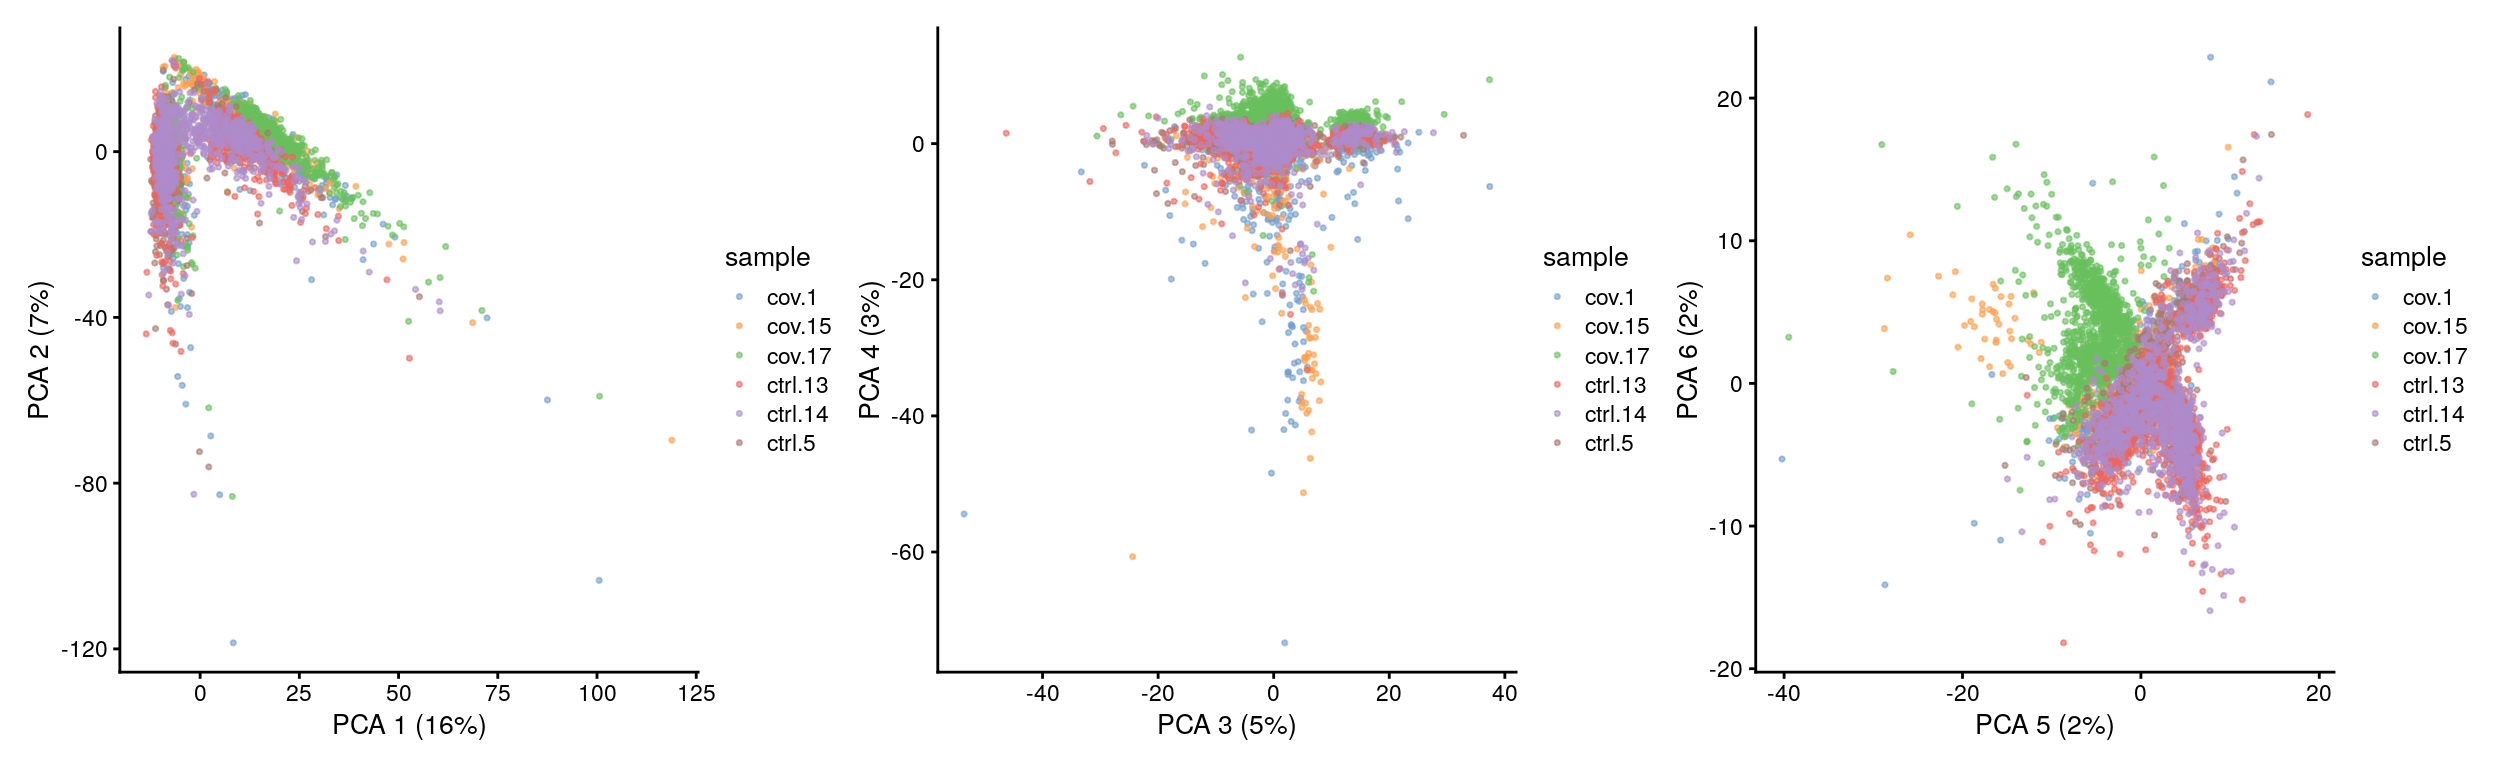 0
-40
-80
-120
PCA 2 (7%)
0
25
50
75
100
125
PCA 1 (16%)
sample
cov.1
cov.15
cov.17
ctrl.13
ctrl.14
ctrl.5
0
-20
-40
-60
PCA 4 (3%)
-40
-20
0
20
40
PCA 3 (5%)
sample
cov.1
cov.15
cov.17
ctrl.13
ctrl.14
ctrl.5
20
10
0
-10
-20
PCA 6 (2%)
-40
-20
0
20
PCA 5 (2%)
sample
cov.1
cov.15
cov.17
ctrl.13
ctrl.14
ctrl.5